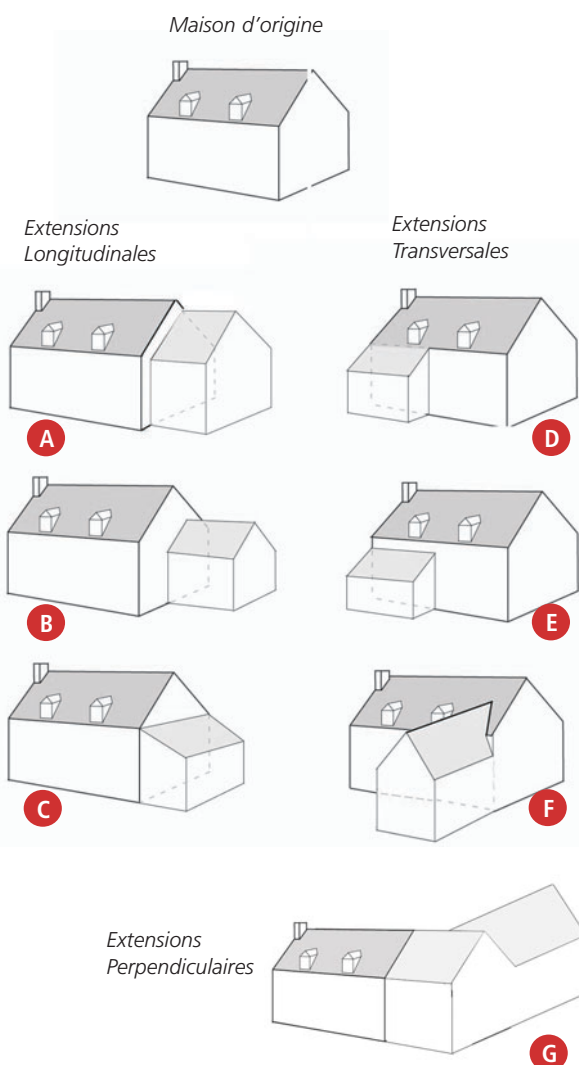 Maison d'origine
Extensions
Longitudinales
Extensions
Transversales
A
D
B
E
C
F
Extensions
Perpendiculaires
G